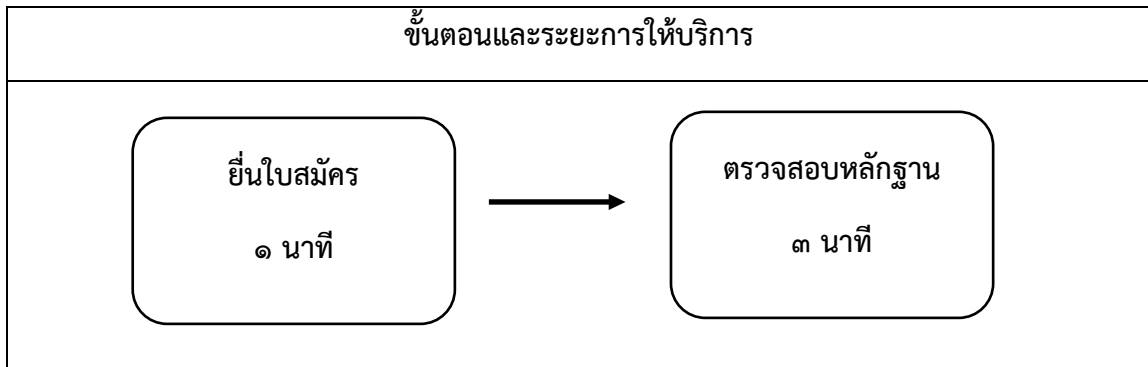 ขั้นตอนและระยะการให้บริการ
ยื่นใบสมัคร
๑ นาที
ตรวจสอบหลักฐาน
๓ นาที